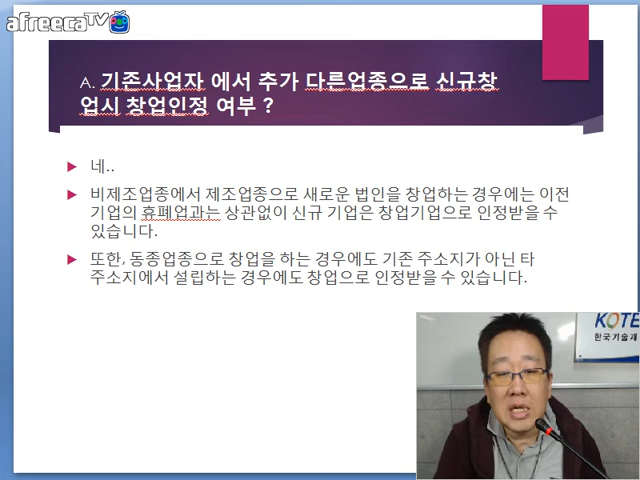 afreecaTV
A. 기존사업자 에서 추가 다른업종으로 신규창
업시 창업인정 여부 ?
네..
비제조업종에서 제조업종으로 새로운 법인을 창업하는 경우에는 이전
기업의 휴폐업과는 상관없이 신규 기업은 창업기업으로 인정받을 수
있습니다.
또한, 동종업종으로 창업을 하는 경우에도 기존 주소지가 아닌 타
주소지에서 설립하는 경우에도 창업으로 인정받을 수 있습니다.
KOTE
한국기술개